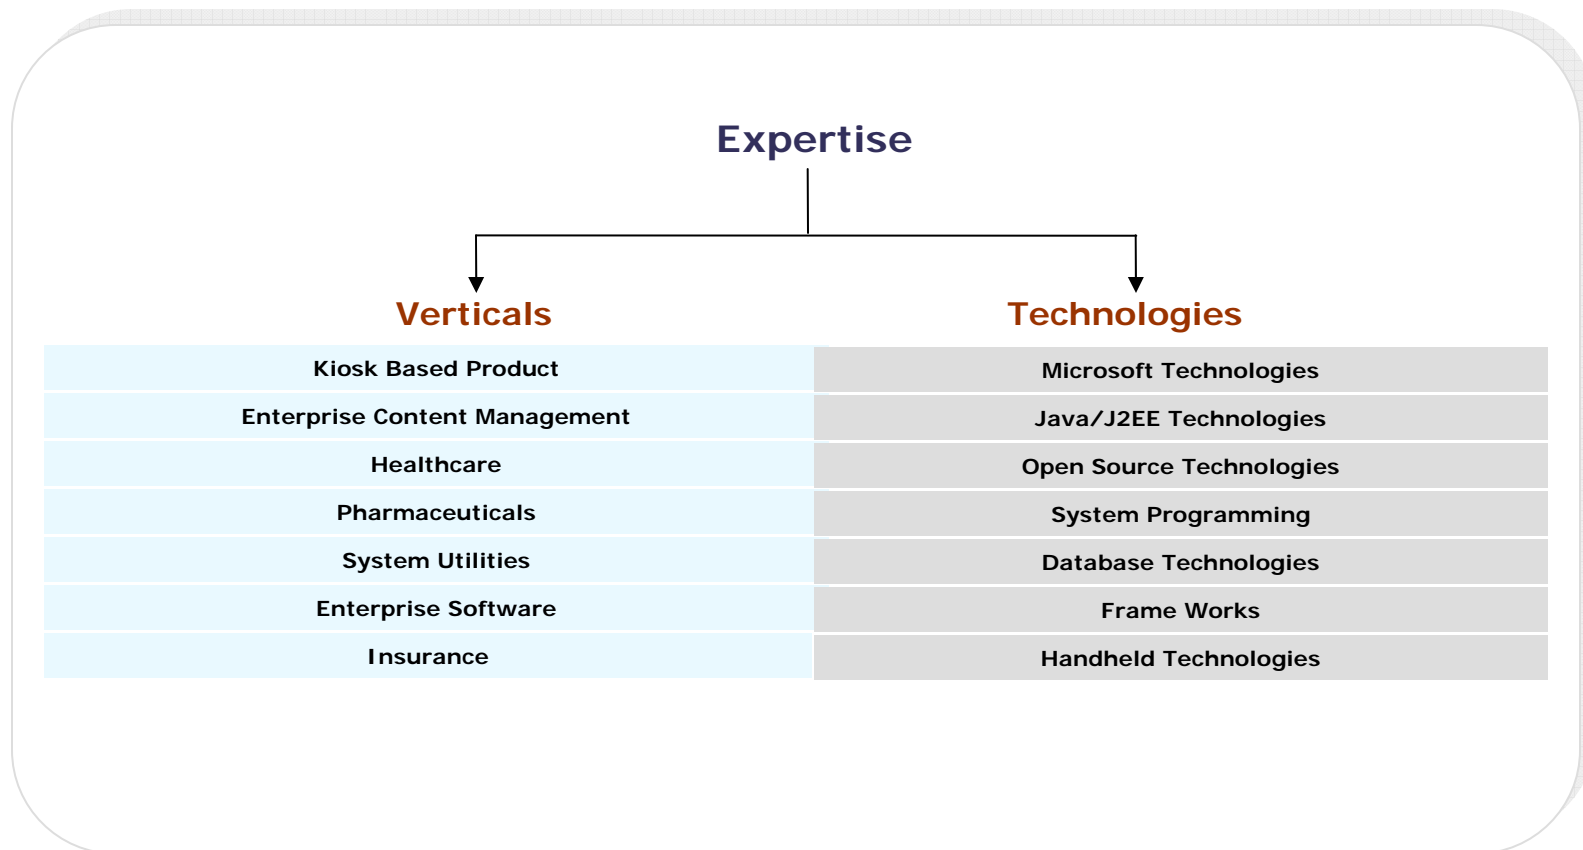 Expertise
Verticals
Technologies
Kiosk Based Product
Microsoft Technologies
Enterprise Content Management
Java/J2EE Technologies
Healthcare
Open Source Technologies
Pharmaceuticals
System Programming
System Utilities
Database Technologies
Enterprise Software
Frame Works
Insurance
Handheld Technologies